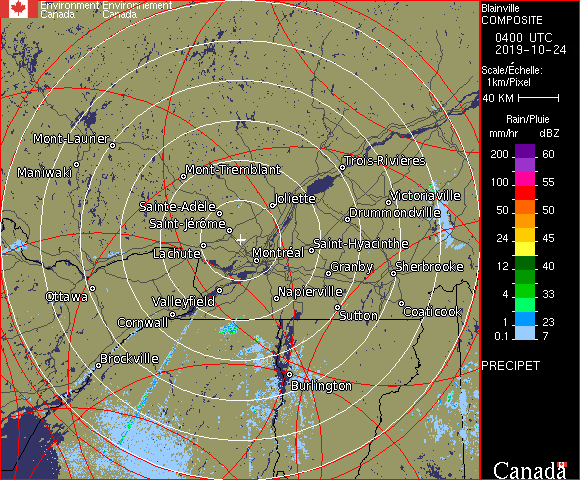 Environment Environnement
Canada Canada
Blainville
COMPOSITE
0400 UTC
2019-10-24
Scale/Échelle:
1km/Pixel
40 KM
Rain/Pluie
mm/hr dBZ
200 60
100 55
50 50
24 45
12 40
4 33
1 23
0.1 7
PRECIPET
Canada
Mont-Laurier
Maniwaki
Mont-Tremblant
Trois-Rivières
Joliette
Victoriaville
Sainte-Adèle
Drummondville
Saint-Jérôme
Lachute
Montréal
Saint-Hyacinthe
Granby
Sherbrooke
Ottawa
Valleyfield
Napierville
Cornwall
Sutton
Coaticook
Brockville
Burlington